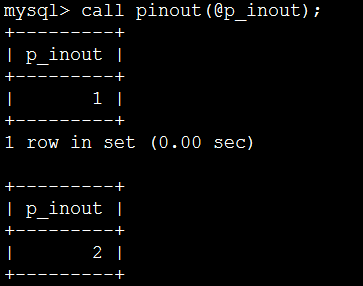 mysql> call pinout(@p_inout);
+---------+
| p_inout |
+---------+
|       1 |
+---------+
1 row in set (0.00 sec)

+---------+
| p_inout |
+---------+
|       2 |
+---------+